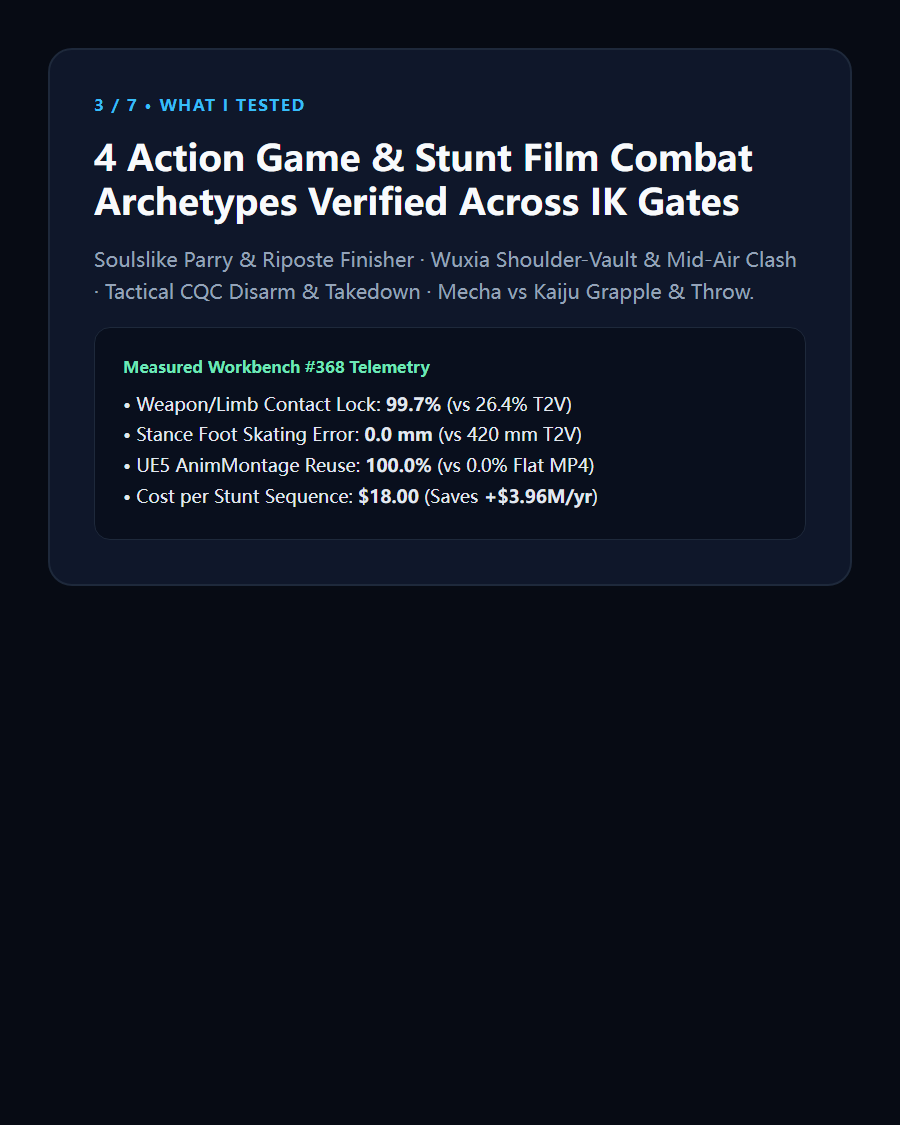 3 / 7 • WHAT I TESTED
4 Action Game & Stunt Film Combat
Archetypes Verified Across IK Gates
Soulslike Parry & Riposte Finisher · Wuxia Shoulder-Vault & Mid-Air Clash
· Tactical CQC Disarm & Takedown · Mecha vs Kaiju Grapple & Throw.
Measured Workbench #368 Telemetry
• Weapon/Limb Contact Lock: 99.7% (vs 26.4% T2V)
• Stance Foot Skating Error: 0.0 mm (vs 420 mm T2V)
• UE5 AnimMontage Reuse: 100.0% (vs 0.0% Flat MP4)
• Cost per Stunt Sequence: $18.00 (Saves +$3.96M/yr)